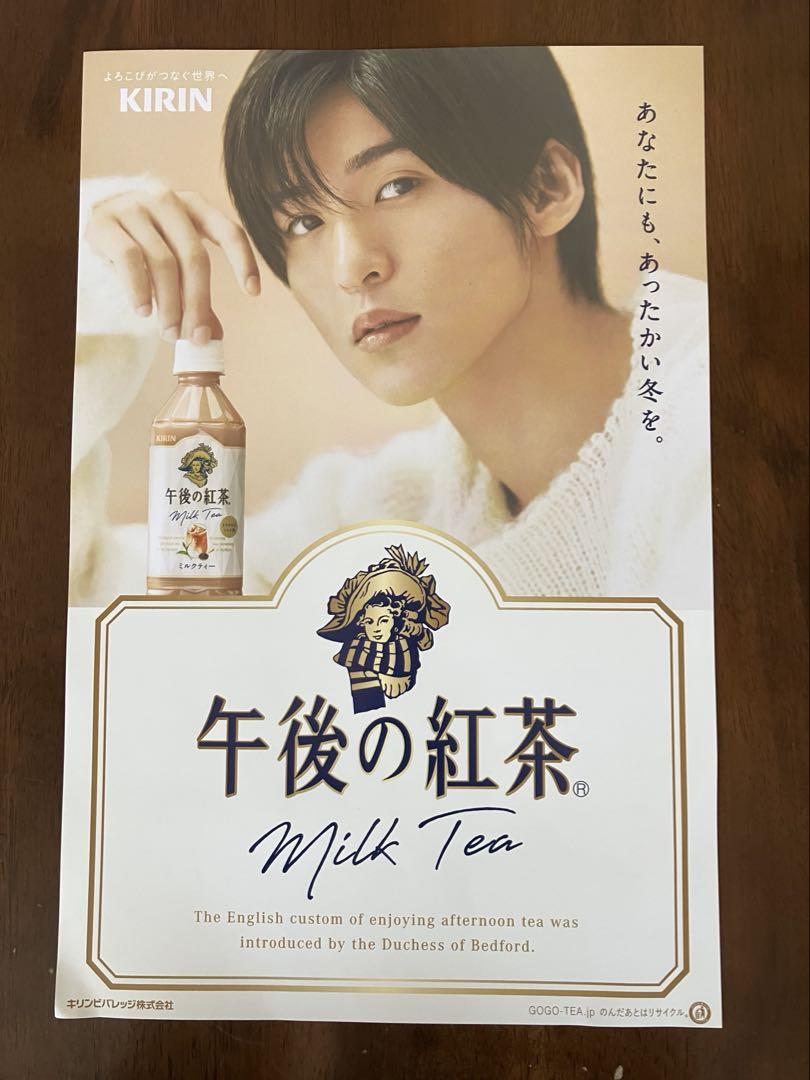 よろこびがつなぐ世界へ
KIRIN
あなたにも、あったかい冬を。
KIRIN
午後の紅茶
Milk Tea
ミルクティー
午後の紅茶®
Milk Tea
The English custom of enjoying afternoon tea was
introduced by the Duchess of Bedford.
キリンビバレッジ株式会社
GOGO-TEA.jp のんだあとはリサイクル。